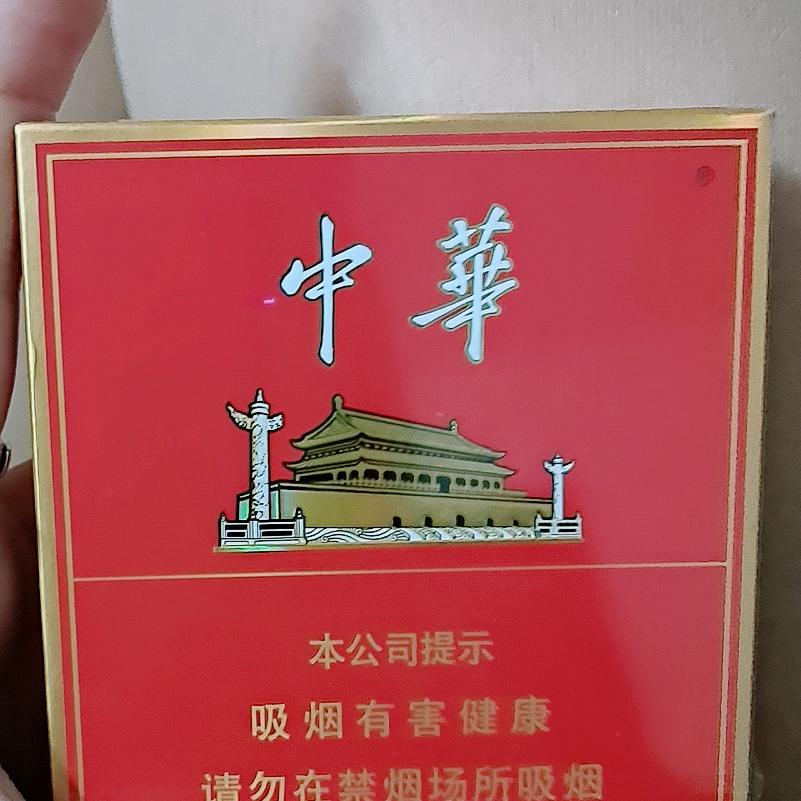 中華
本公司提示
吸烟有害健康
请勿在禁烟场所吸烟